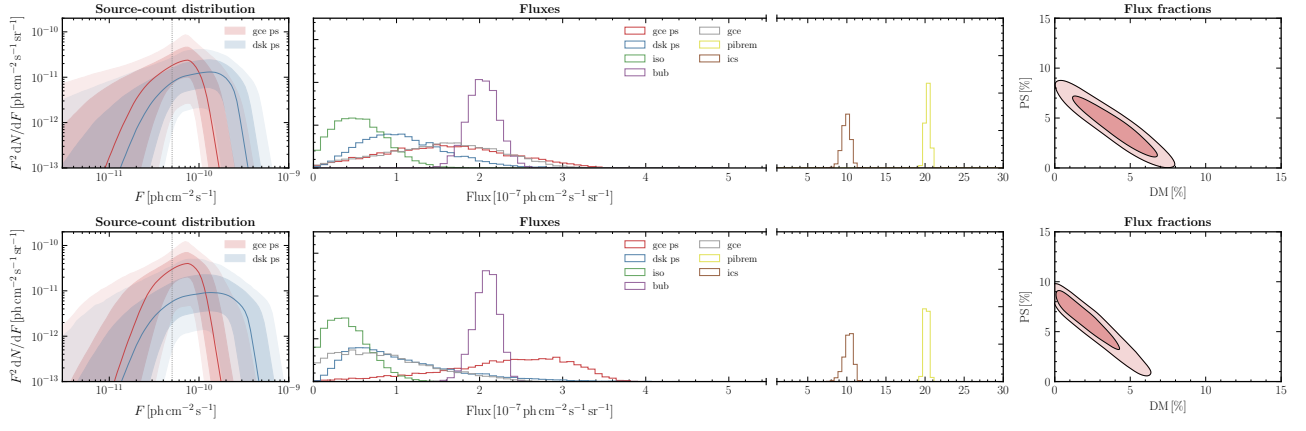 Source-count distribution
Fluxes
Flux fractions
10⁻¹⁰
10⁻¹¹
10⁻¹²
10⁻¹³
F² dN/dF [ph cm⁻² s⁻¹ sr⁻¹]
gce ps
dsk ps
10⁻¹¹
10⁻¹⁰
10⁻⁹
F [ph cm⁻² s⁻¹]
gce ps
dsk ps
iso
bub
gce
pibrem
ics
0 1 2 3 4 5
5 10 15 20 25 30
Flux [10⁻⁷ ph cm⁻² s⁻¹ sr⁻¹]
15
10
5
0
PS [%]
0 5 10 15
DM [%]
Source-count distribution
Fluxes
Flux fractions
10⁻¹⁰
10⁻¹¹
10⁻¹²
10⁻¹³
F² dN/dF [ph cm⁻² s⁻¹ sr⁻¹]
gce ps
dsk ps
10⁻¹¹
10⁻¹⁰
10⁻⁹
F [ph cm⁻² s⁻¹]
gce ps
dsk ps
iso
bub
gce
pibrem
ics
0 1 2 3 4 5
5 10 15 20 25 30
Flux [10⁻⁷ ph cm⁻² s⁻¹ sr⁻¹]
15
10
5
0
PS [%]
0 5 10 15
DM [%]